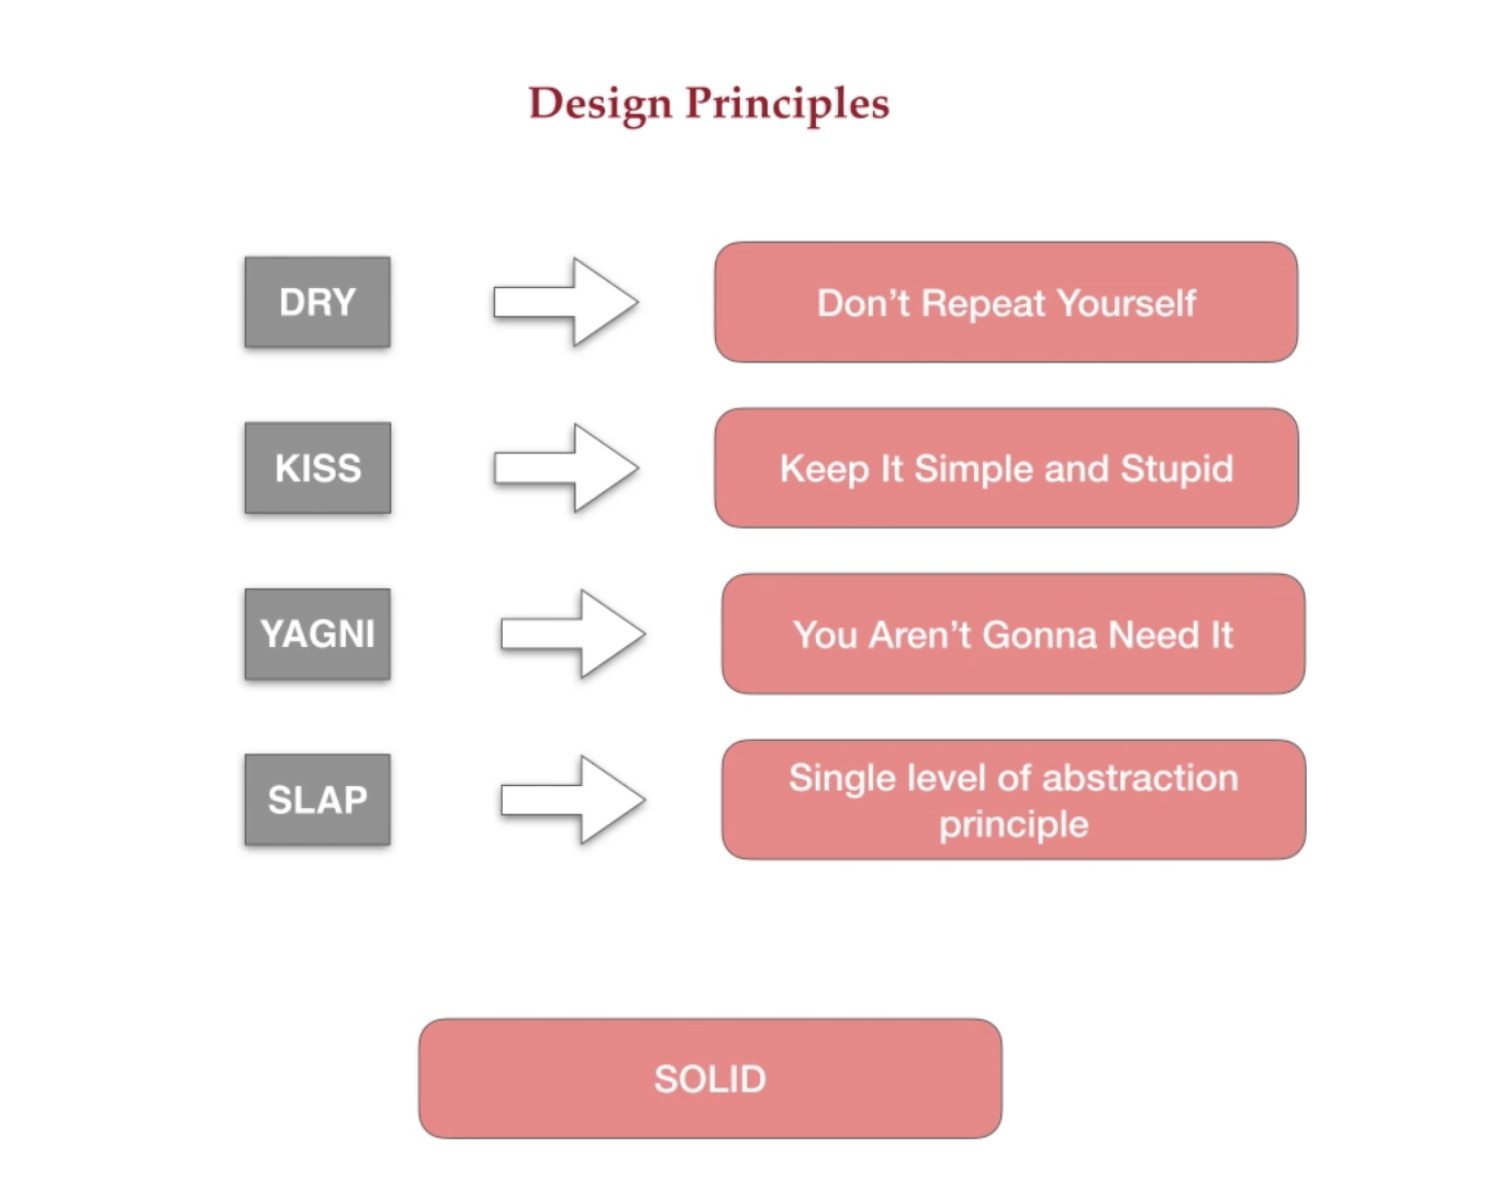 Design Principles
DRY
Don’t Repeat Yourself
KISS
Keep It Simple and Stupid
YAGNI
You Aren’t Gonna Need It
SLAP
Single level of abstraction
principle
SOLID